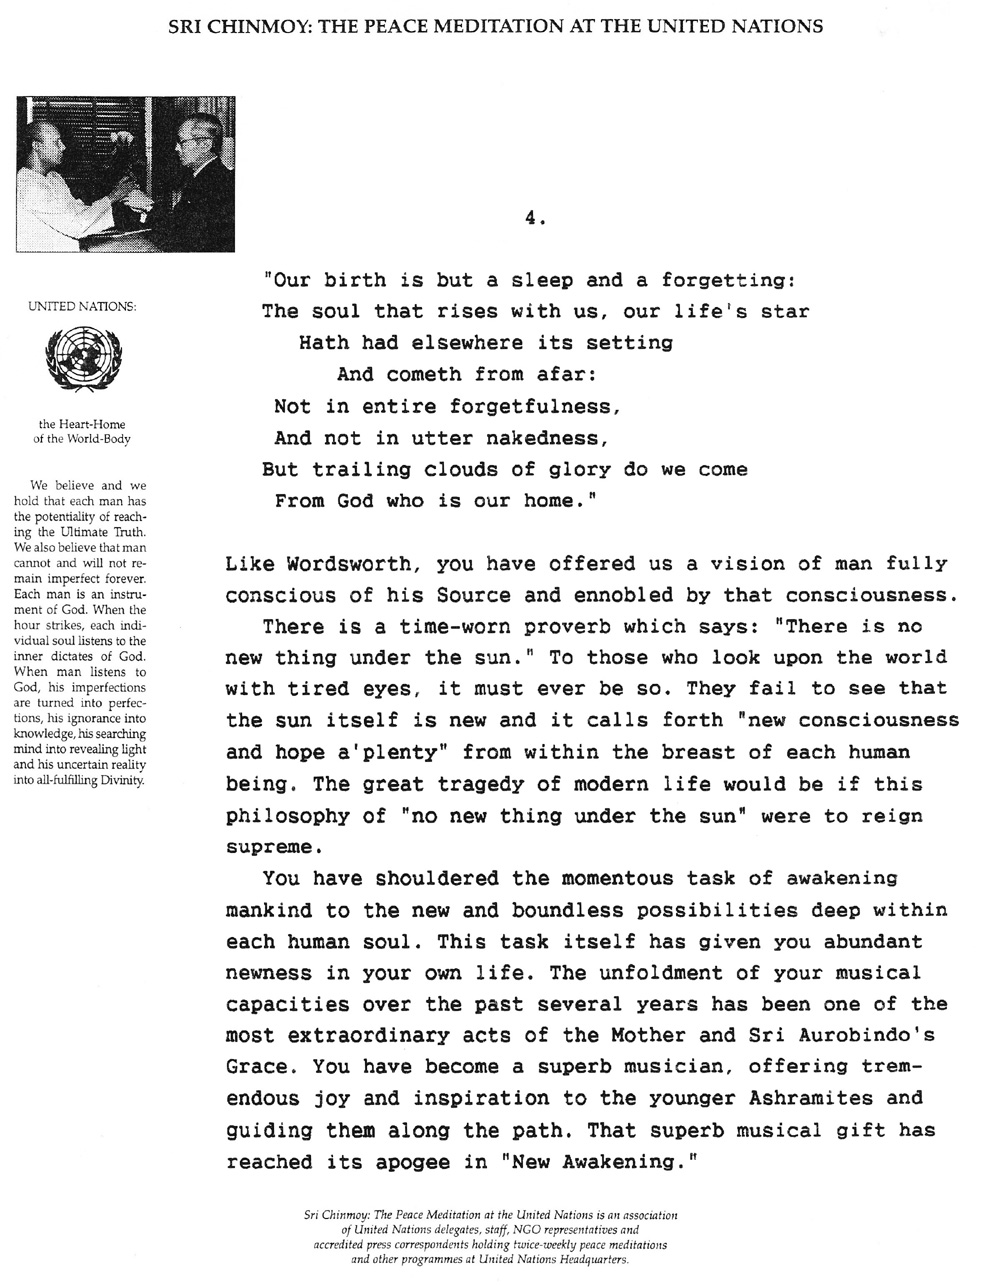 SRI CHINMOY: THE PEACE MEDITATION AT THE UNITED NATIONS
4.
"Our birth is but a sleep and a forgetting:
The soul that rises with us, our life's star
Hath had elsewhere its setting
And cometh from afar:
Not in entire forgetfulness,
And not in utter nakedness,
But trailing clouds of glory do we come
From God who is our home."
Like Wordsworth, you have offered us a vision of man fully
conscious of his Source and ennobled by that consciousness.
There is a time-worn proverb which says: "There is no
new thing under the sun." To those who look upon the world
with tired eyes, it must ever be so. They fail to see that
the sun itself is new and it calls forth "new consciousness
and hope a'plenty" from within the breast of each human
being. The great tragedy of modern life would be if this
philosophy of "no new thing under the sun" were to reign
supreme.
You have shouldered the momentous task of awakening
mankind to the new and boundless possibilities deep within
each human soul. This task itself has given you abundant
newness in your own life. The unfoldment of your musical
capacities over the past several years has been one of the
most extraordinary acts of the Mother and Sri Aurobindo's
Grace. You have become a superb musician, offering trem-
endous joy and inspiration to the younger Ashramites and
guiding them along the path. That superb musical gift has
reached its apogee in "New Awakening."
UNITED NATIONS:
the Heart-Home
of the World-Body
We believe and we
hold that each man has
the potentiality of reach-
ing the Ultimate Truth.
We also believe that man
cannot and will not re-
main imperfect forever.
Each man is an instru-
ment of God. When the
hour strikes, each indi-
vidual soul listens to the
inner dictates of God.
When man listens to
God, his imperfections
are turned into perfec-
tions, his ignorance into
knowledge, his searching
mind into revealing light
and his uncertain reality
into all-fulfilling Divinity.
Sri Chinmoy: The Peace Meditation at the United Nations is an association
of United Nations delegates, staff, NGO representatives and
accredited press correspondents holding twice-weekly peace meditations
and other programmes at United Nations Headquarters.